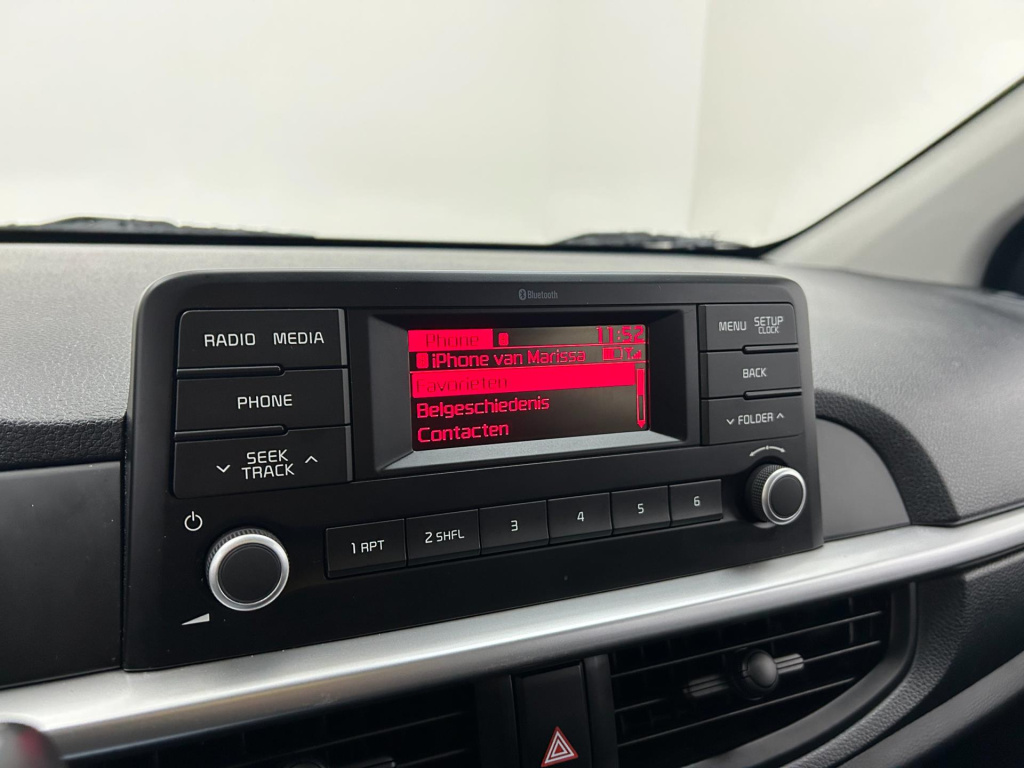 Bluetooth
RADIO MEDIA
PHONE
SEEK
TRACK
Phone 11:52
iPhone van Marissa
Favorieten
Belgeschiedenis
Contacten
MENU SETUP
CLOCK
BACK
FOLDER
1 RPT 2 SHFL 3 4 5 6